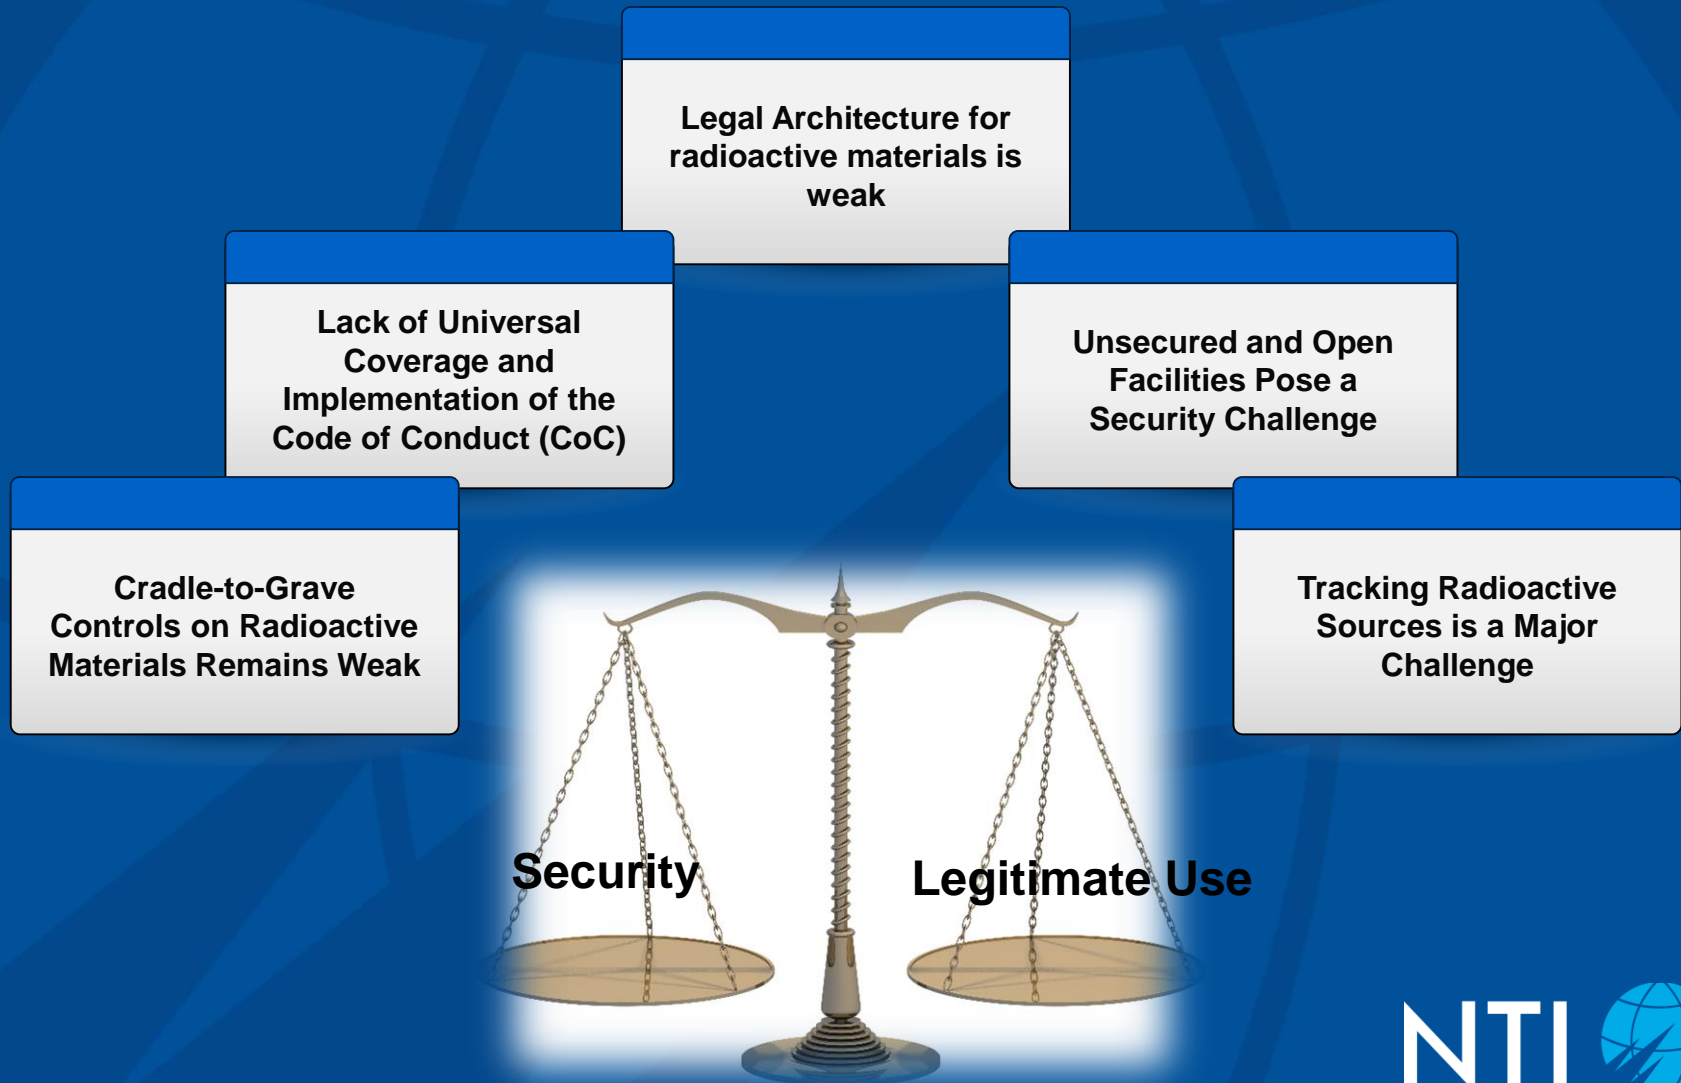 Legal Architecture for
radioactive materials is
weak
Lack of Universal
Coverage and
Implementation of the
Code of Conduct (CoC)
Unsecured and Open
Facilities Pose a
Security Challenge
Cradle-to-Grave
Controls on Radioactive
Materials Remains Weak
Tracking Radioactive
Sources is a Major
Challenge
Security
Legitimate Use
NTI